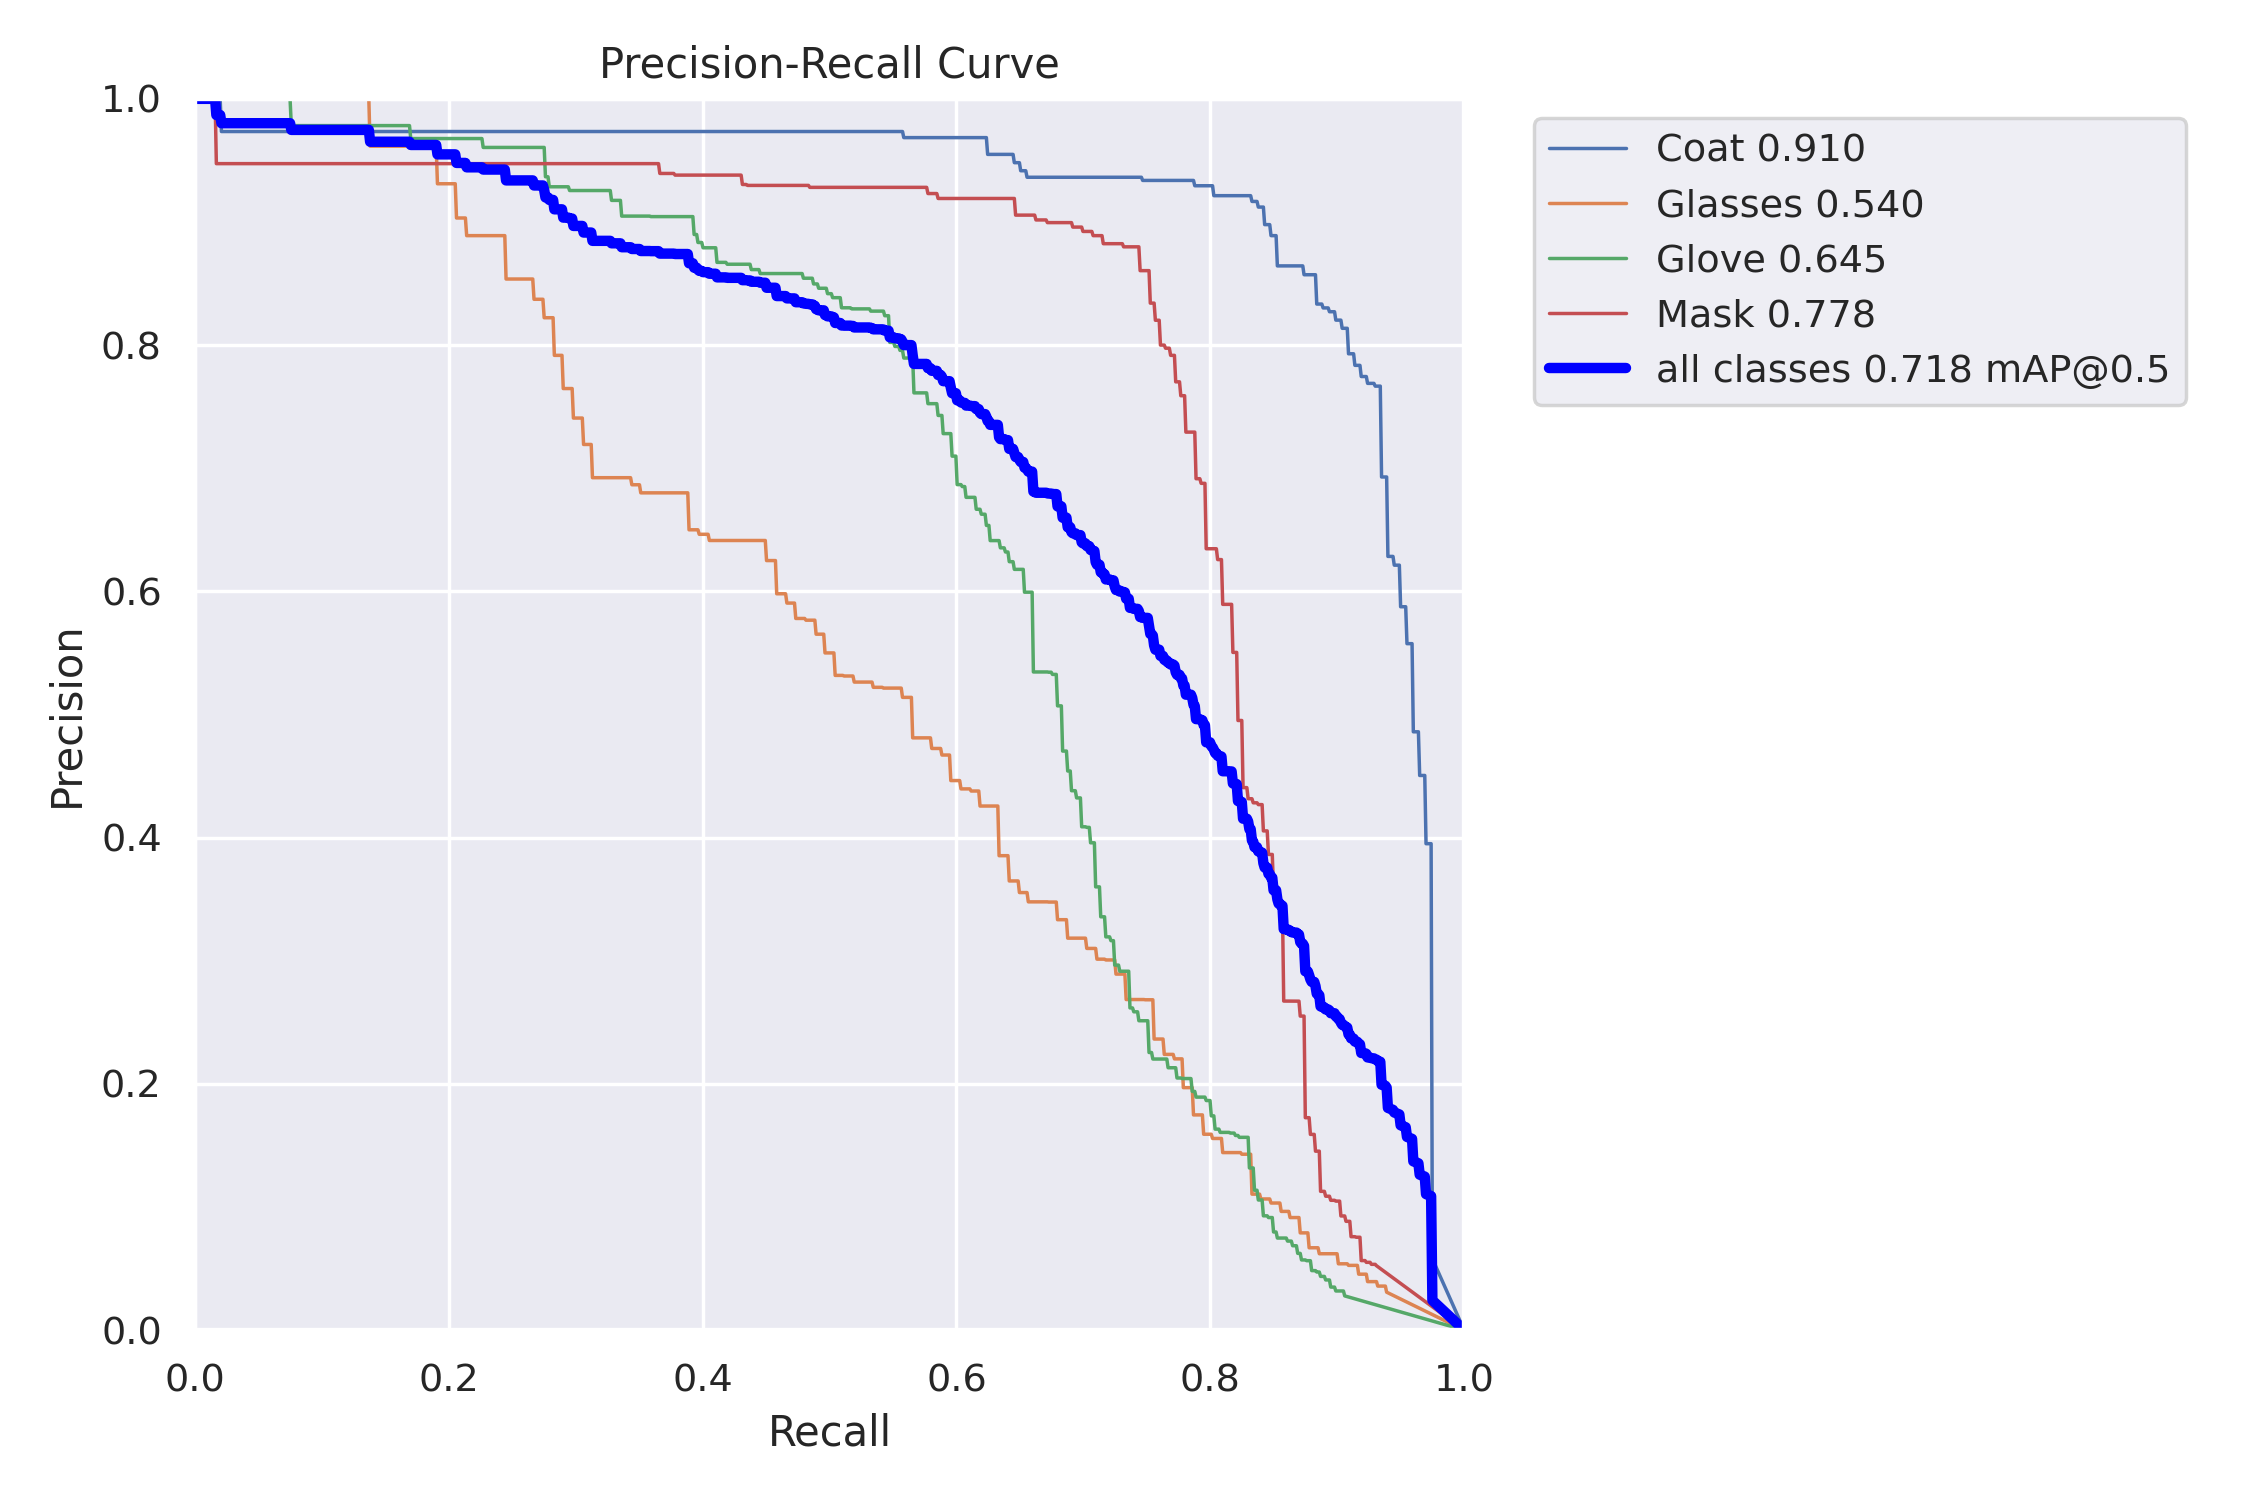 Precision-Recall Curve
1.0
0.8
0.6
0.4
0.2
0.0
Precision
0.0 0.2 0.4 0.6 0.8 1.0
Recall
Coat 0.910
Glasses 0.540
Glove 0.645
Mask 0.778
all classes 0.718 mAP@0.5